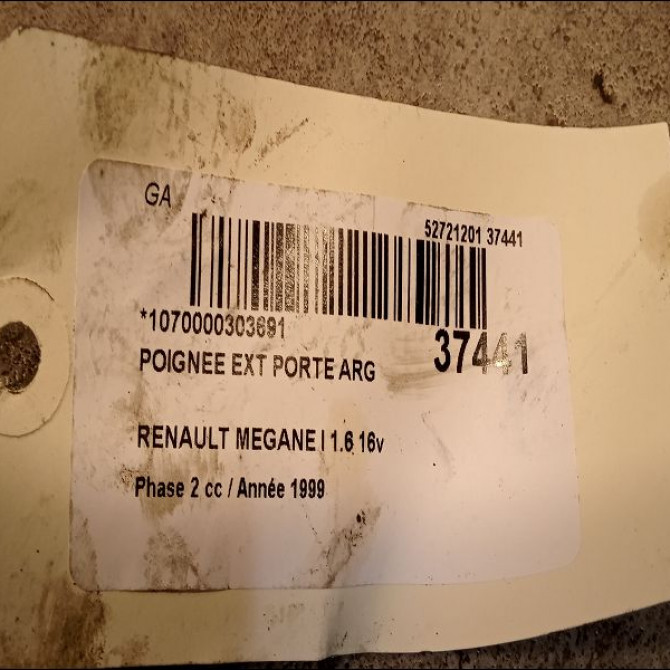 GA
52721201 37441
*1070000303691
37441
POIGNEE EXT PORTE ARG
RENAULT MEGANE I 1.6 16v
Phase 2 cc / Année 1999